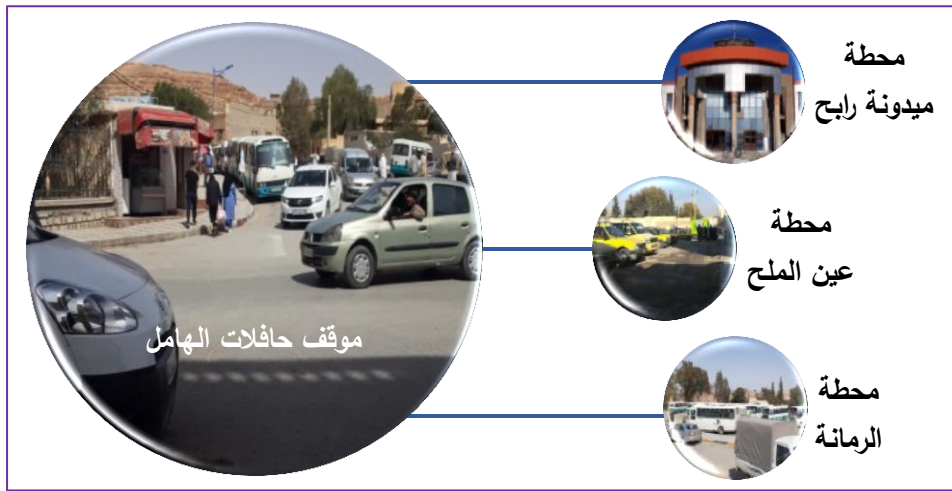 محطة
ميدونة رابح
محطة
عين الملح
موقف حافلات الهامل
محطة
الرمانة